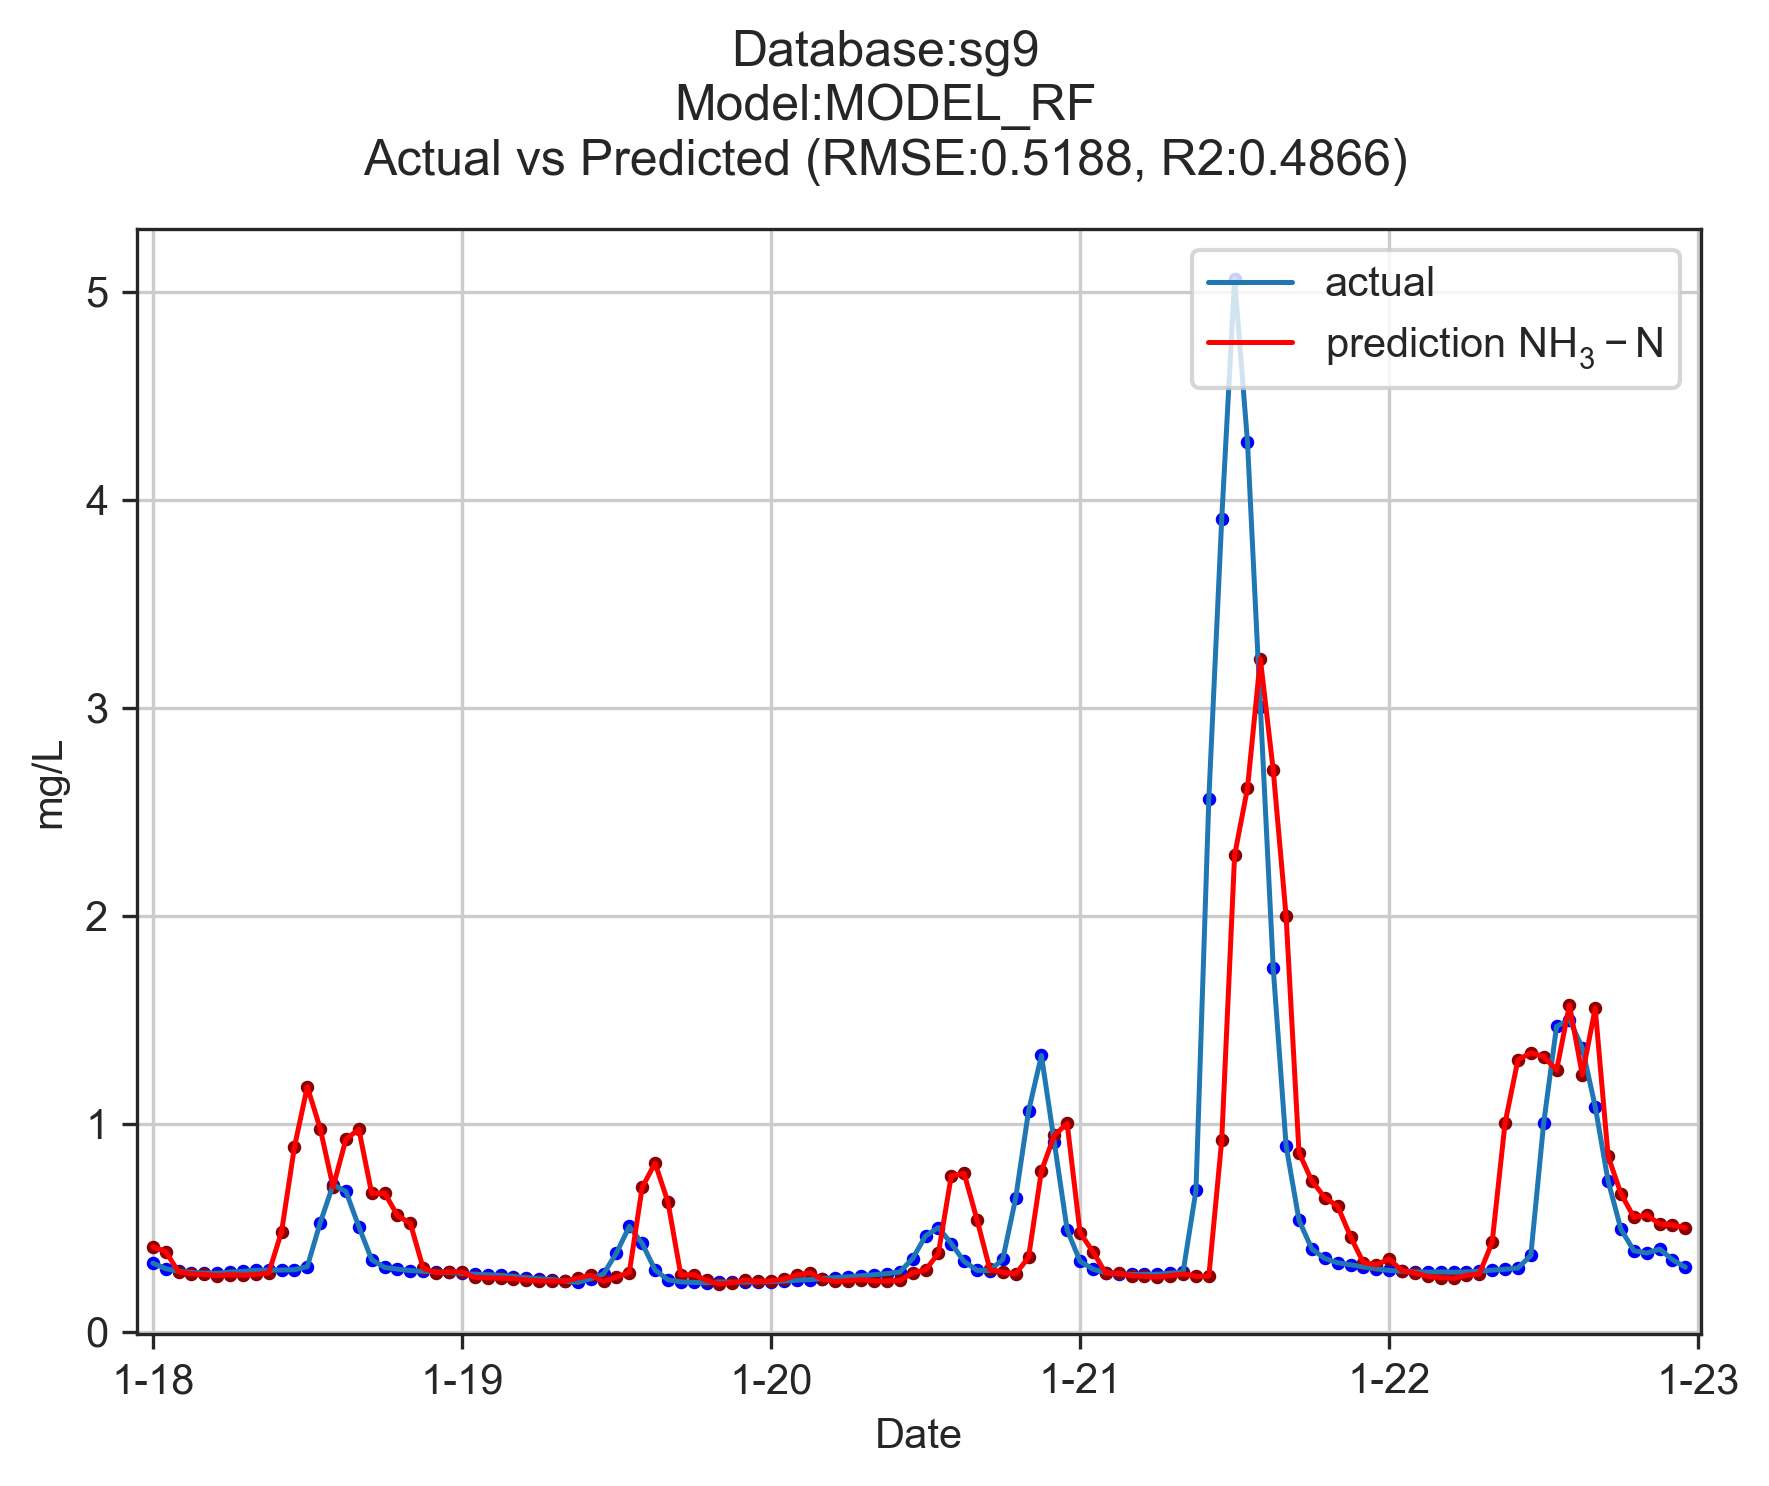 Database:sg9
Model:MODEL_RF
Actual vs Predicted (RMSE:0.5188, R2:0.4866)
actual
prediction NH₃ − N
5
4
3
2
1
0
mg/L
1-18 1-19 1-20 1-21 1-22 1-23
Date